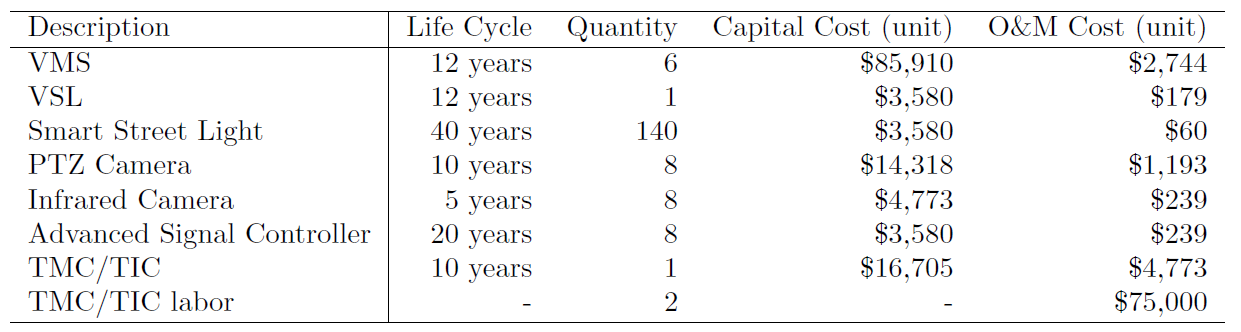 Description Life Cycle Quantity Capital Cost (unit) O&M Cost (unit)
VMS 12 years 6 $85,910 $2,744
VSL 12 years 1 $3,580 $179
Smart Street Light 40 years 140 $3,580 $60
PTZ Camera 10 years 8 $14,318 $1,193
Infrared Camera 5 years 8 $4,773 $239
Advanced Signal Controller 20 years 8 $3,580 $239
TMC/TIC 10 years 1 $16,705 $4,773
TMC/TIC labor - 2 - $75,000